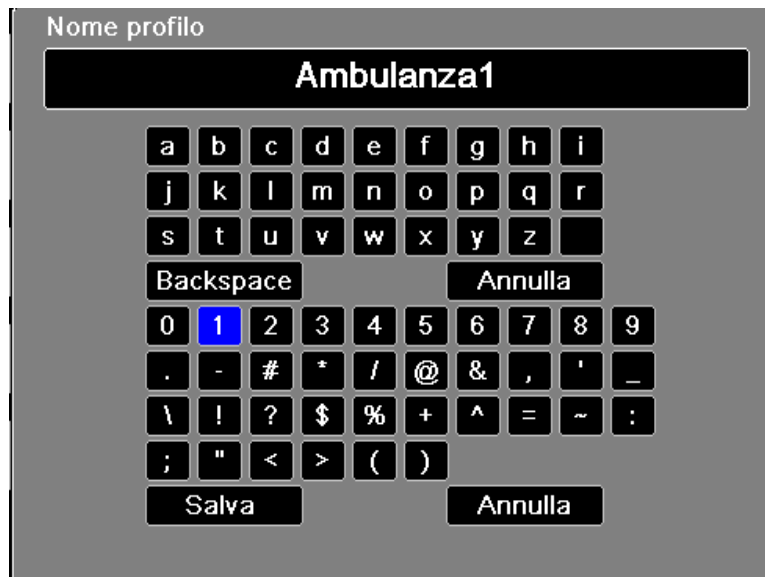 Nome profilo
Ambulanza1
a b c d e f g h i
j k l m n o p q r
s t u v w x y z
Backspace Annulla
0 1 2 3 4 5 6 7 8 9
. - # * / @ & , ' _
\ ! ? $ % + ^ = ~ :
; " < > ( )
Salva Annulla